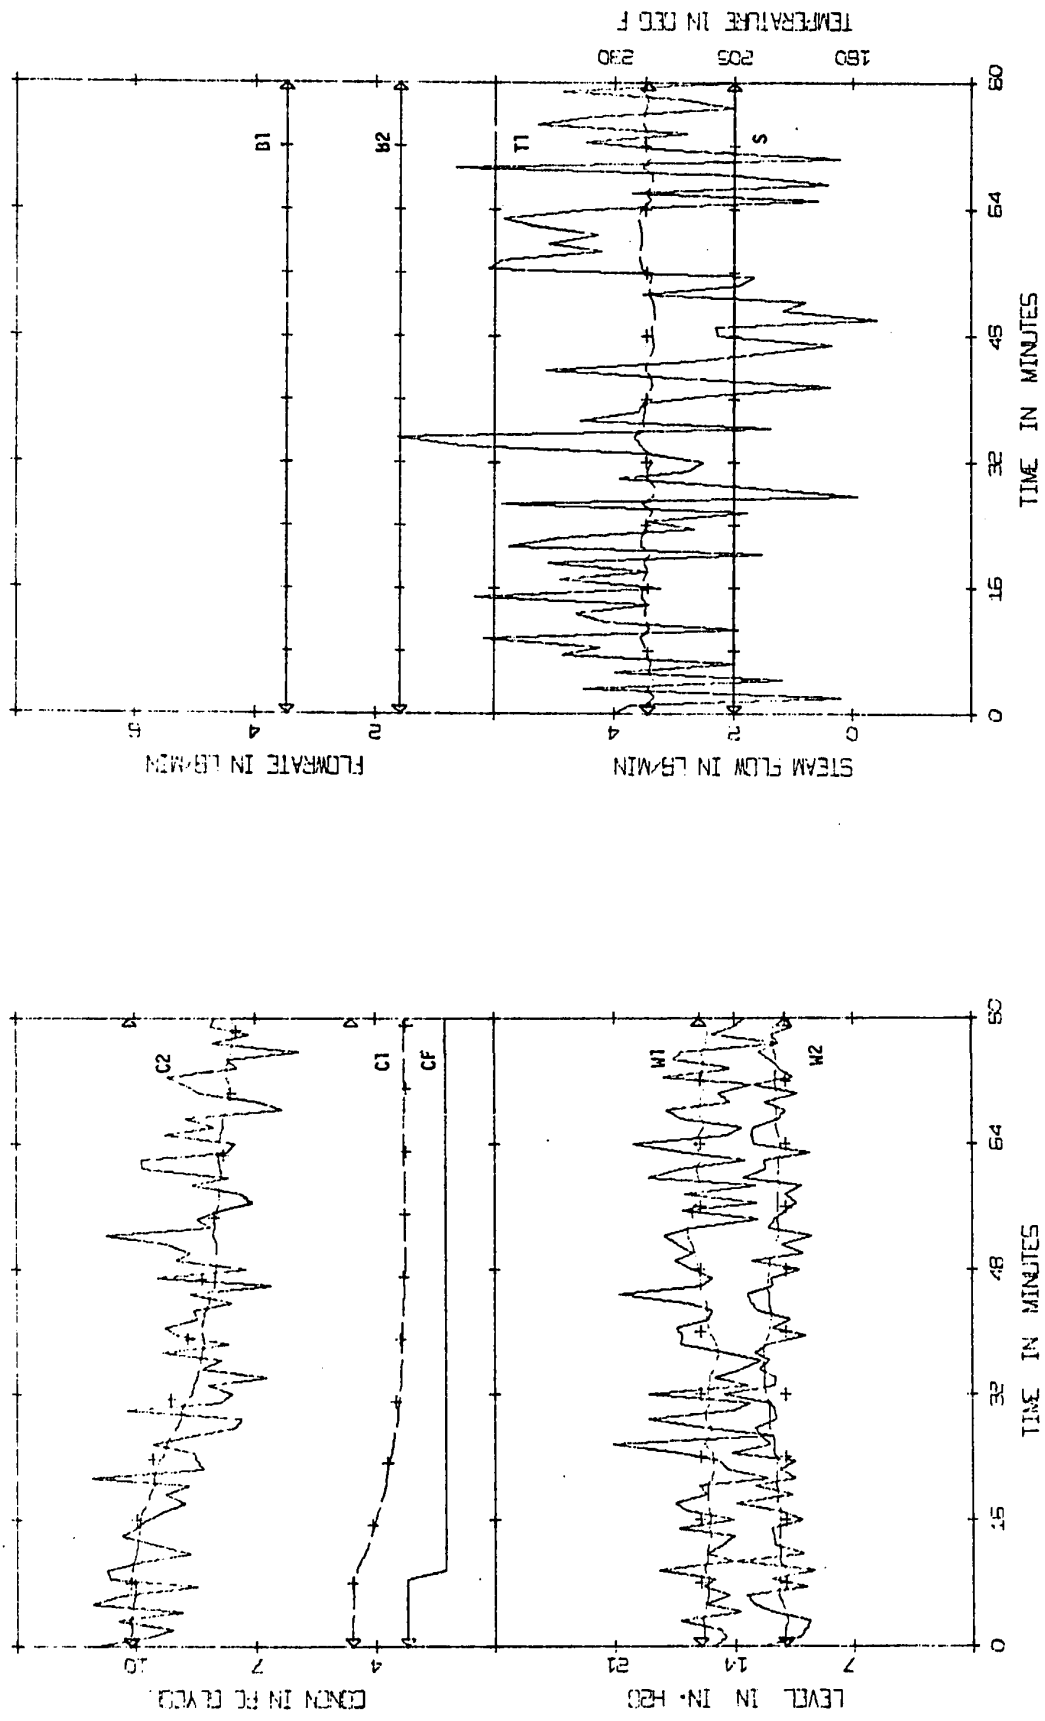 TEMPERATURE IN DEG F
230
205
180
B1
B2
T1
S
80
64
48
32
16
0
TIME IN MINUTES
6
4
2
FLOWRATE IN LB/MIN
4
2
0
STEAM FLOW IN LB/MIN
C2
C1
CF
W1
W2
80
64
48
32
16
0
TIME IN MINUTES
10
7
4
CONCN IN PC GLYCOL
21
14
7
LEVEL IN IN. H2O